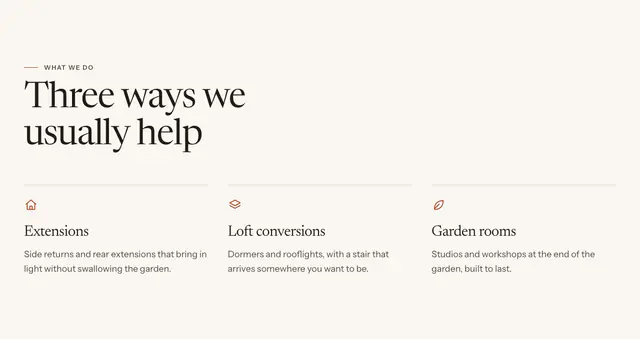 WHAT WE DO
Three ways we
usually help
Extensions
Side returns and rear extensions that bring in
light without swallowing the garden.
Loft conversions
Dormers and rooflights, with a stair that
arrives somewhere you want to be.
Garden rooms
Studios and workshops at the end of the
garden, built to last.